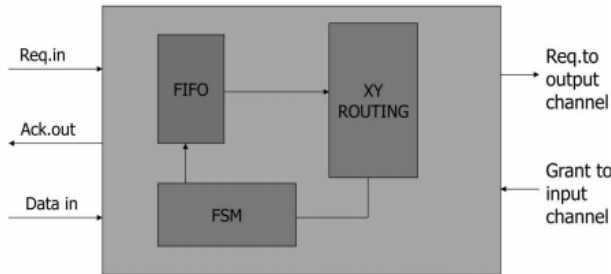 Req.in
Ack.out
Data in
FIFO
XY
ROUTING
FSM
Req.to
output
channel
Grant to
input
channel